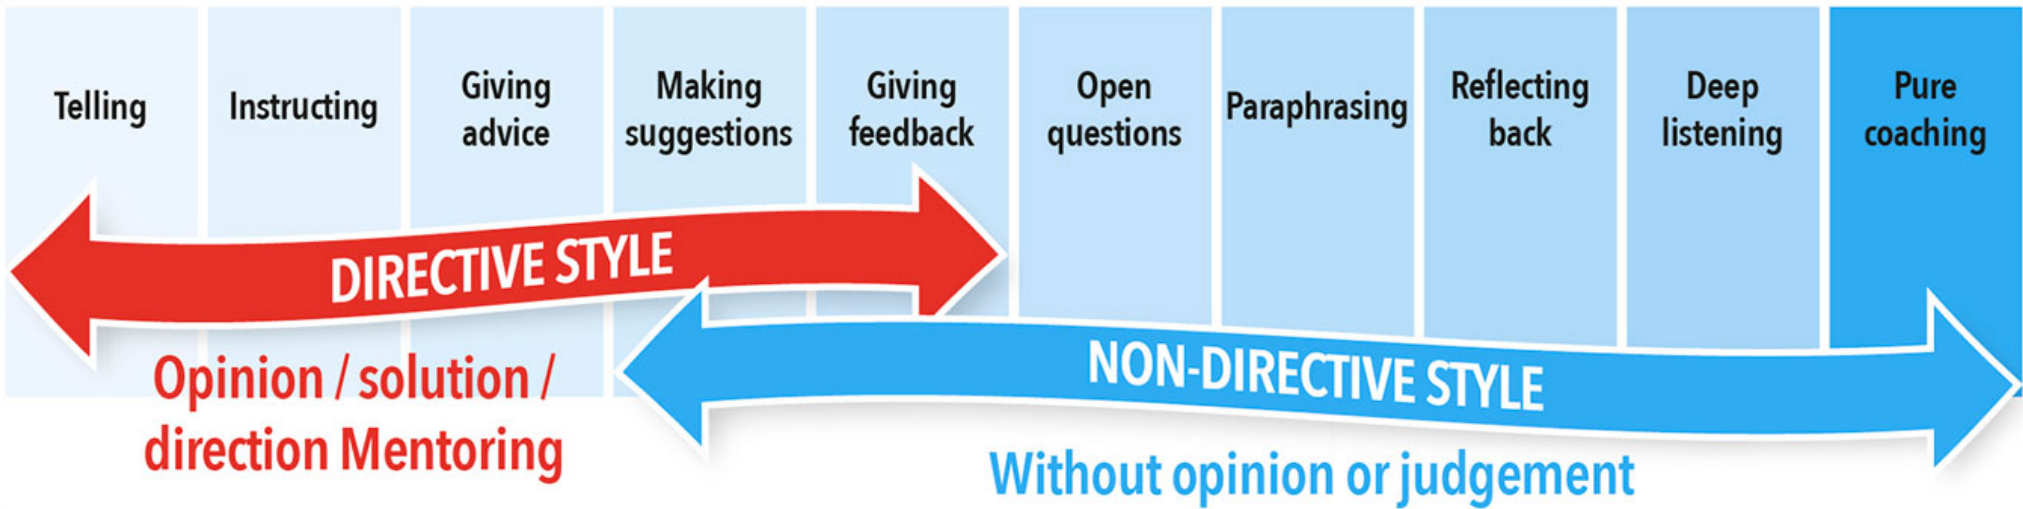 Telling
Instructing
Giving
advice
Making
suggestions
Giving
feedback
Open
questions
Paraphrasing
Reflecting
back
Deep
listening
Pure
coaching
DIRECTIVE STYLE
Opinion / solution /
direction Mentoring
NON-DIRECTIVE STYLE
Without opinion or judgement